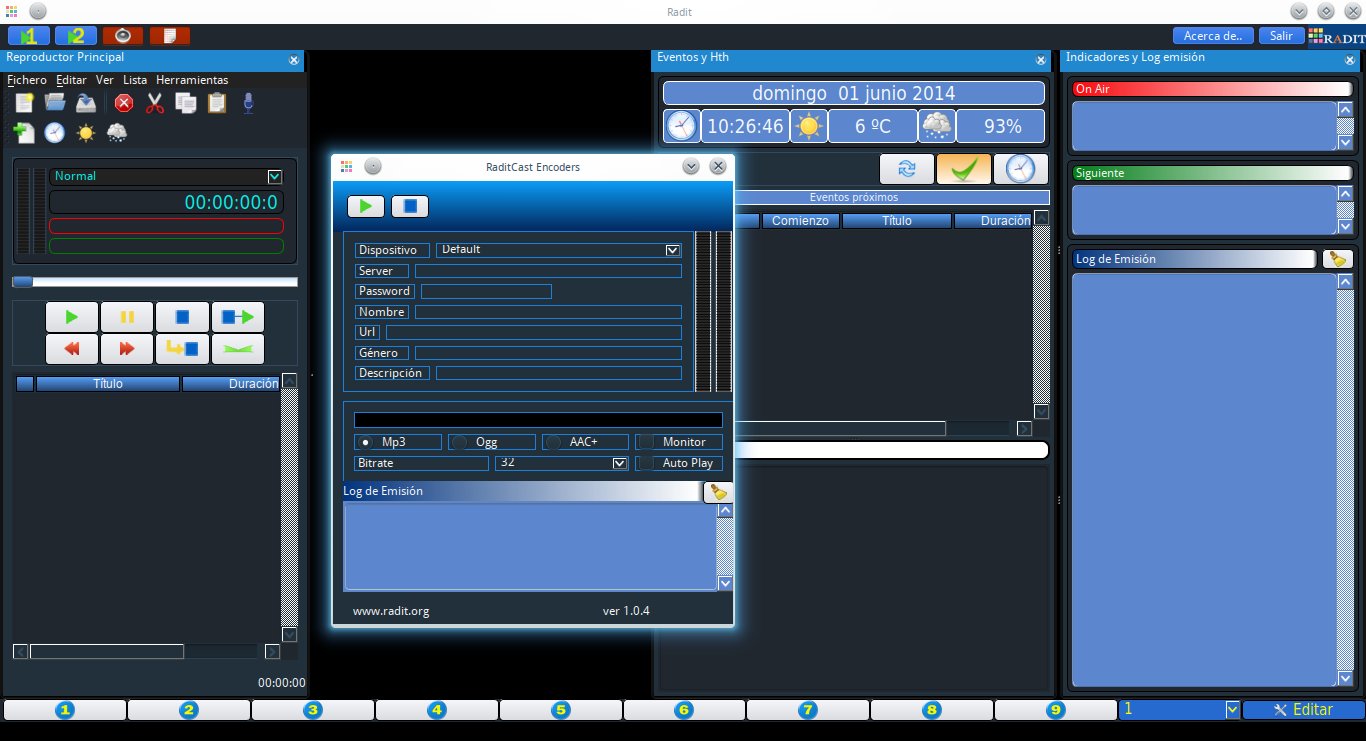 Radit
1 2
Acerca de.. Salir RADIT
Reproductor Principal
Fichero Editar Ver Lista Herramientas
Normal
00:00:00:0
Título Duración
00:00:00
Eventos y Hth
domingo 01 junio 2014
10:26:46 6 ºC 93%
Eventos próximos
Comienzo Título Duración
Indicadores y Log emisión
On Air
Siguiente
Log de Emisión
RaditCast Encoders
Dispositivo Default
Server
Password
Nombre
Url
Género
Descripción
Mp3 Ogg AAC+ Monitor
Bitrate 32 Auto Play
Log de Emisión
www.radit.org ver 1.0.4
1 2 3 4 5 6 7 8 9 1 Editar